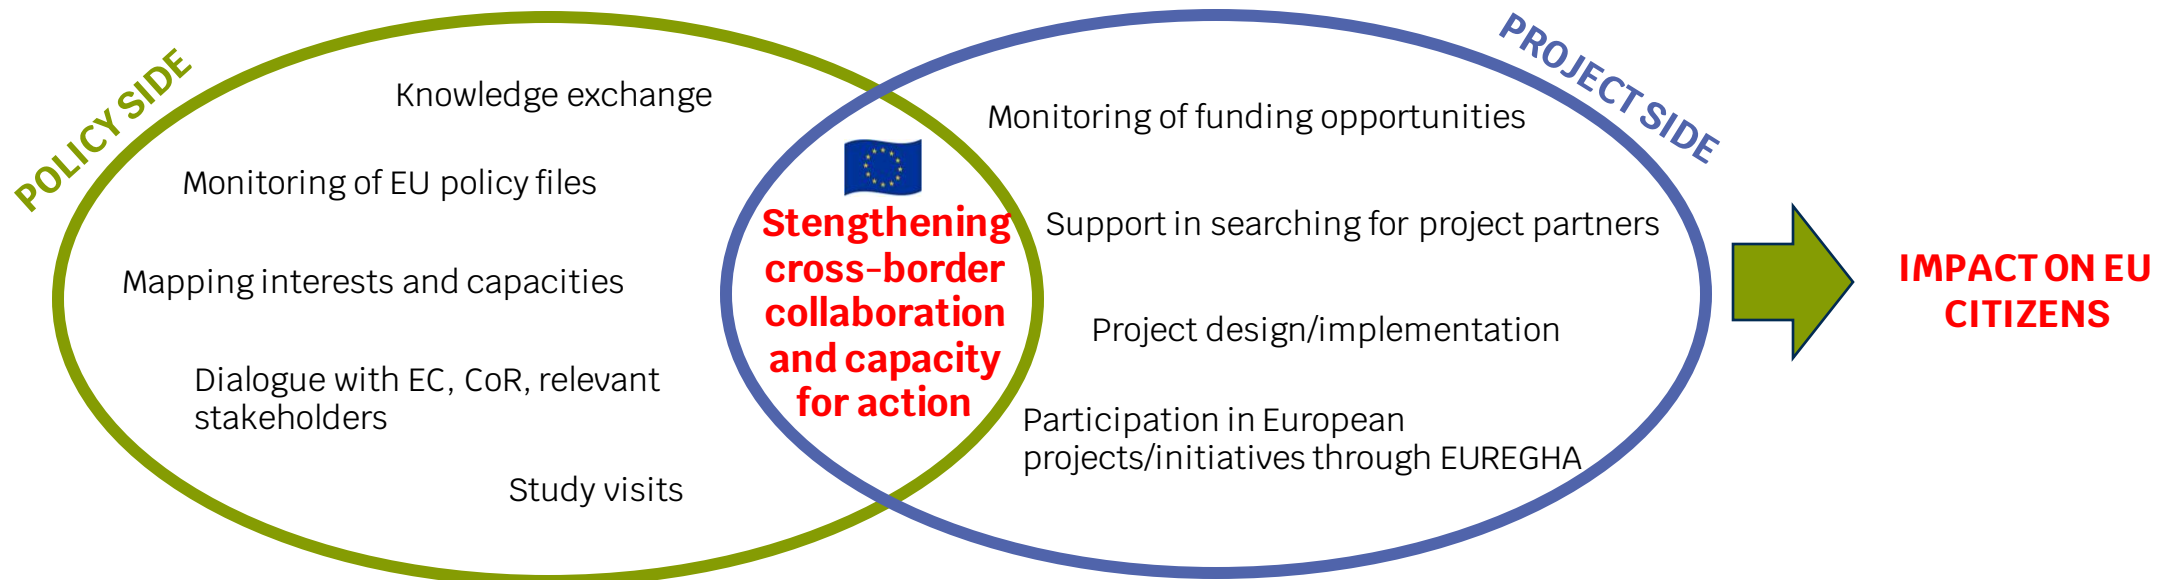 POLICY SIDE
Knowledge exchange
Monitoring of EU policy files
Mapping interests and capacities
Dialogue with EC, CoR, relevant
stakeholders
Study visits
Stengthening
cross-border
collaboration
and capacity
for action
PROJECT SIDE
Monitoring of funding opportunities
Support in searching for project partners
Project design/implementation
Participation in European
projects/initiatives through EUREGHA
IMPACT ON EU
CITIZENS